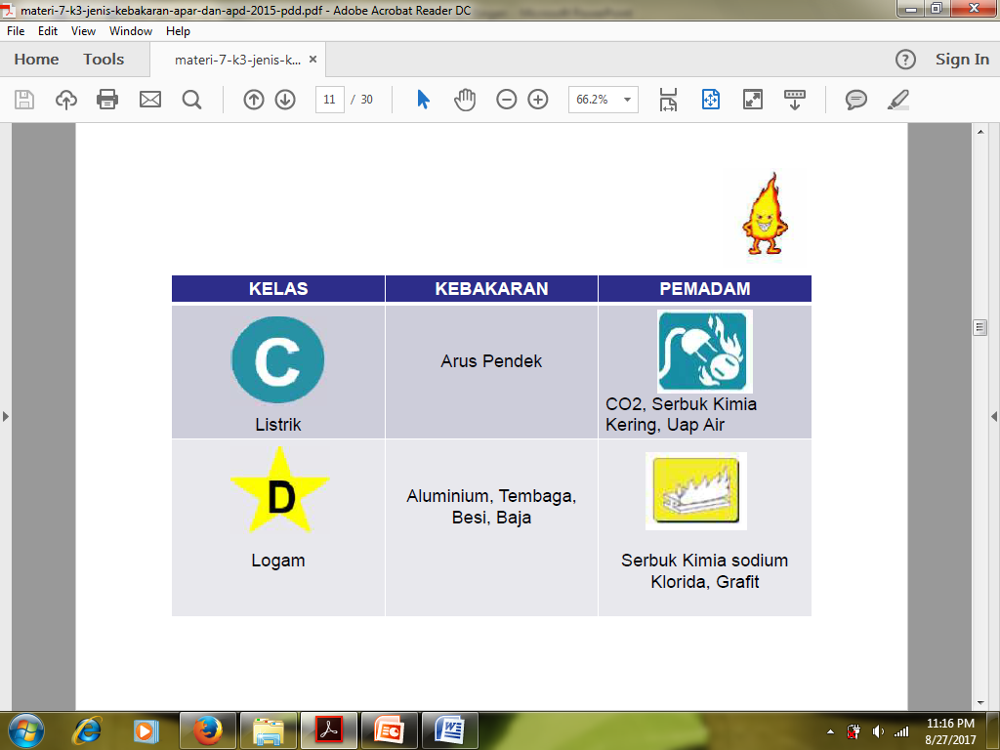 materi-7-k3-jenis-kebakaran-apar-dan-apd-2015-pdd.pdf - Adobe Acrobat Reader DC
File Edit View Window Help
Home Tools materi-7-k3-jenis-k... × Sign In
11 / 30 66.2%
KELAS KEBAKARAN PEMADAM
C
Arus Pendek
CO2, Serbuk Kimia
Listrik
Kering, Uap Air
D
Aluminium, Tembaga,
Besi, Baja
Logam
Serbuk Kimia sodium
Klorida, Grafit
11:16 PM
8/27/2017